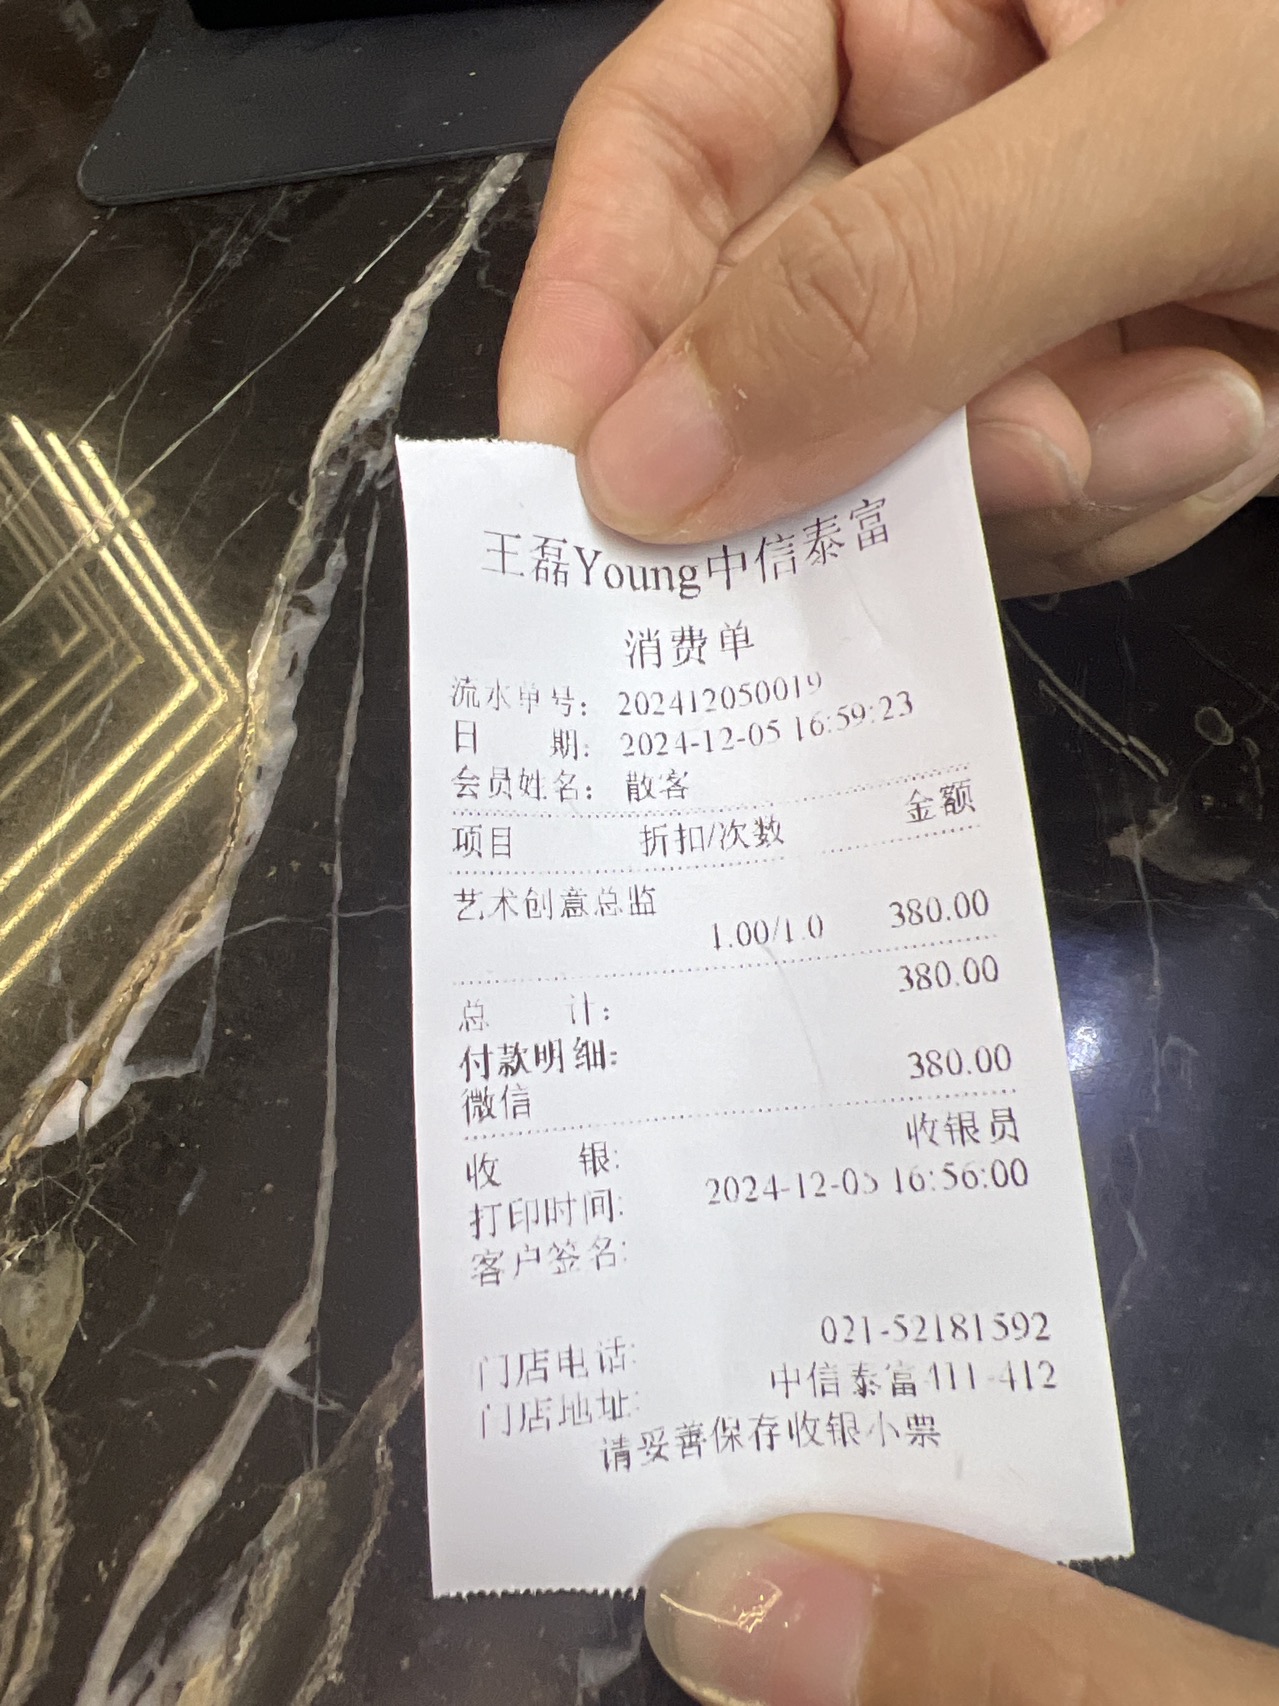 王磊Young中信泰富
消费单
流水单号： 202412050019
日 期： 2024-12-05 16:59:23
会员姓名： 散客
项目 折扣/次数 金额
艺术创意总监
1.00/1.0 380.00
总 计： 380.00
付款明细：
微信 380.00
收 银： 收银员
打印时间： 2024-12-05 16:56:00
客户签名：
门店电话： 021-52181592
门店地址： 中信泰富411-412
请妥善保存收银小票